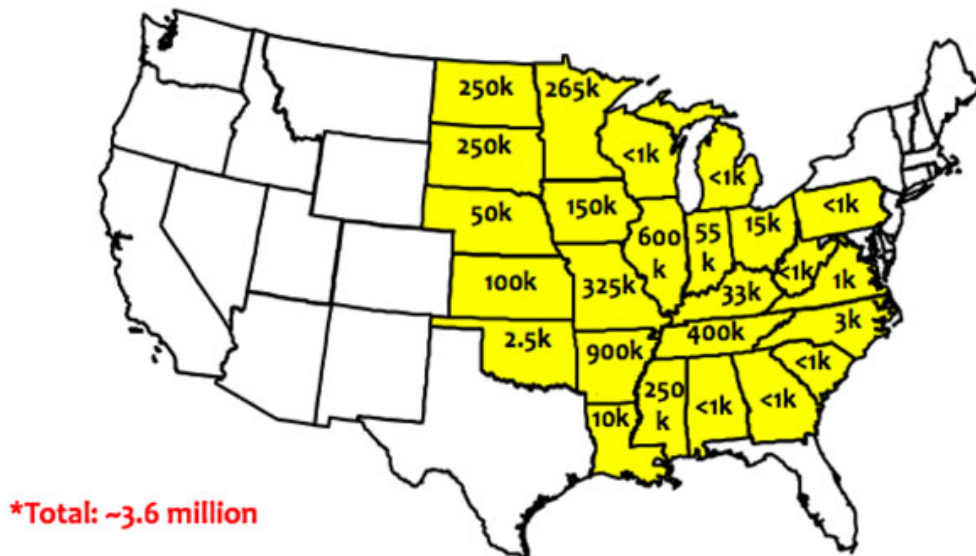 250k
265k
250k
<1k
<1k
50k
150k
600
k
55
k
15k
<1k
100k
325k
33k
<1k
1k
2.5k
900k
400k
3k
10k
250
k
<1k
<1k
<1k
*Total: ~3.6 million